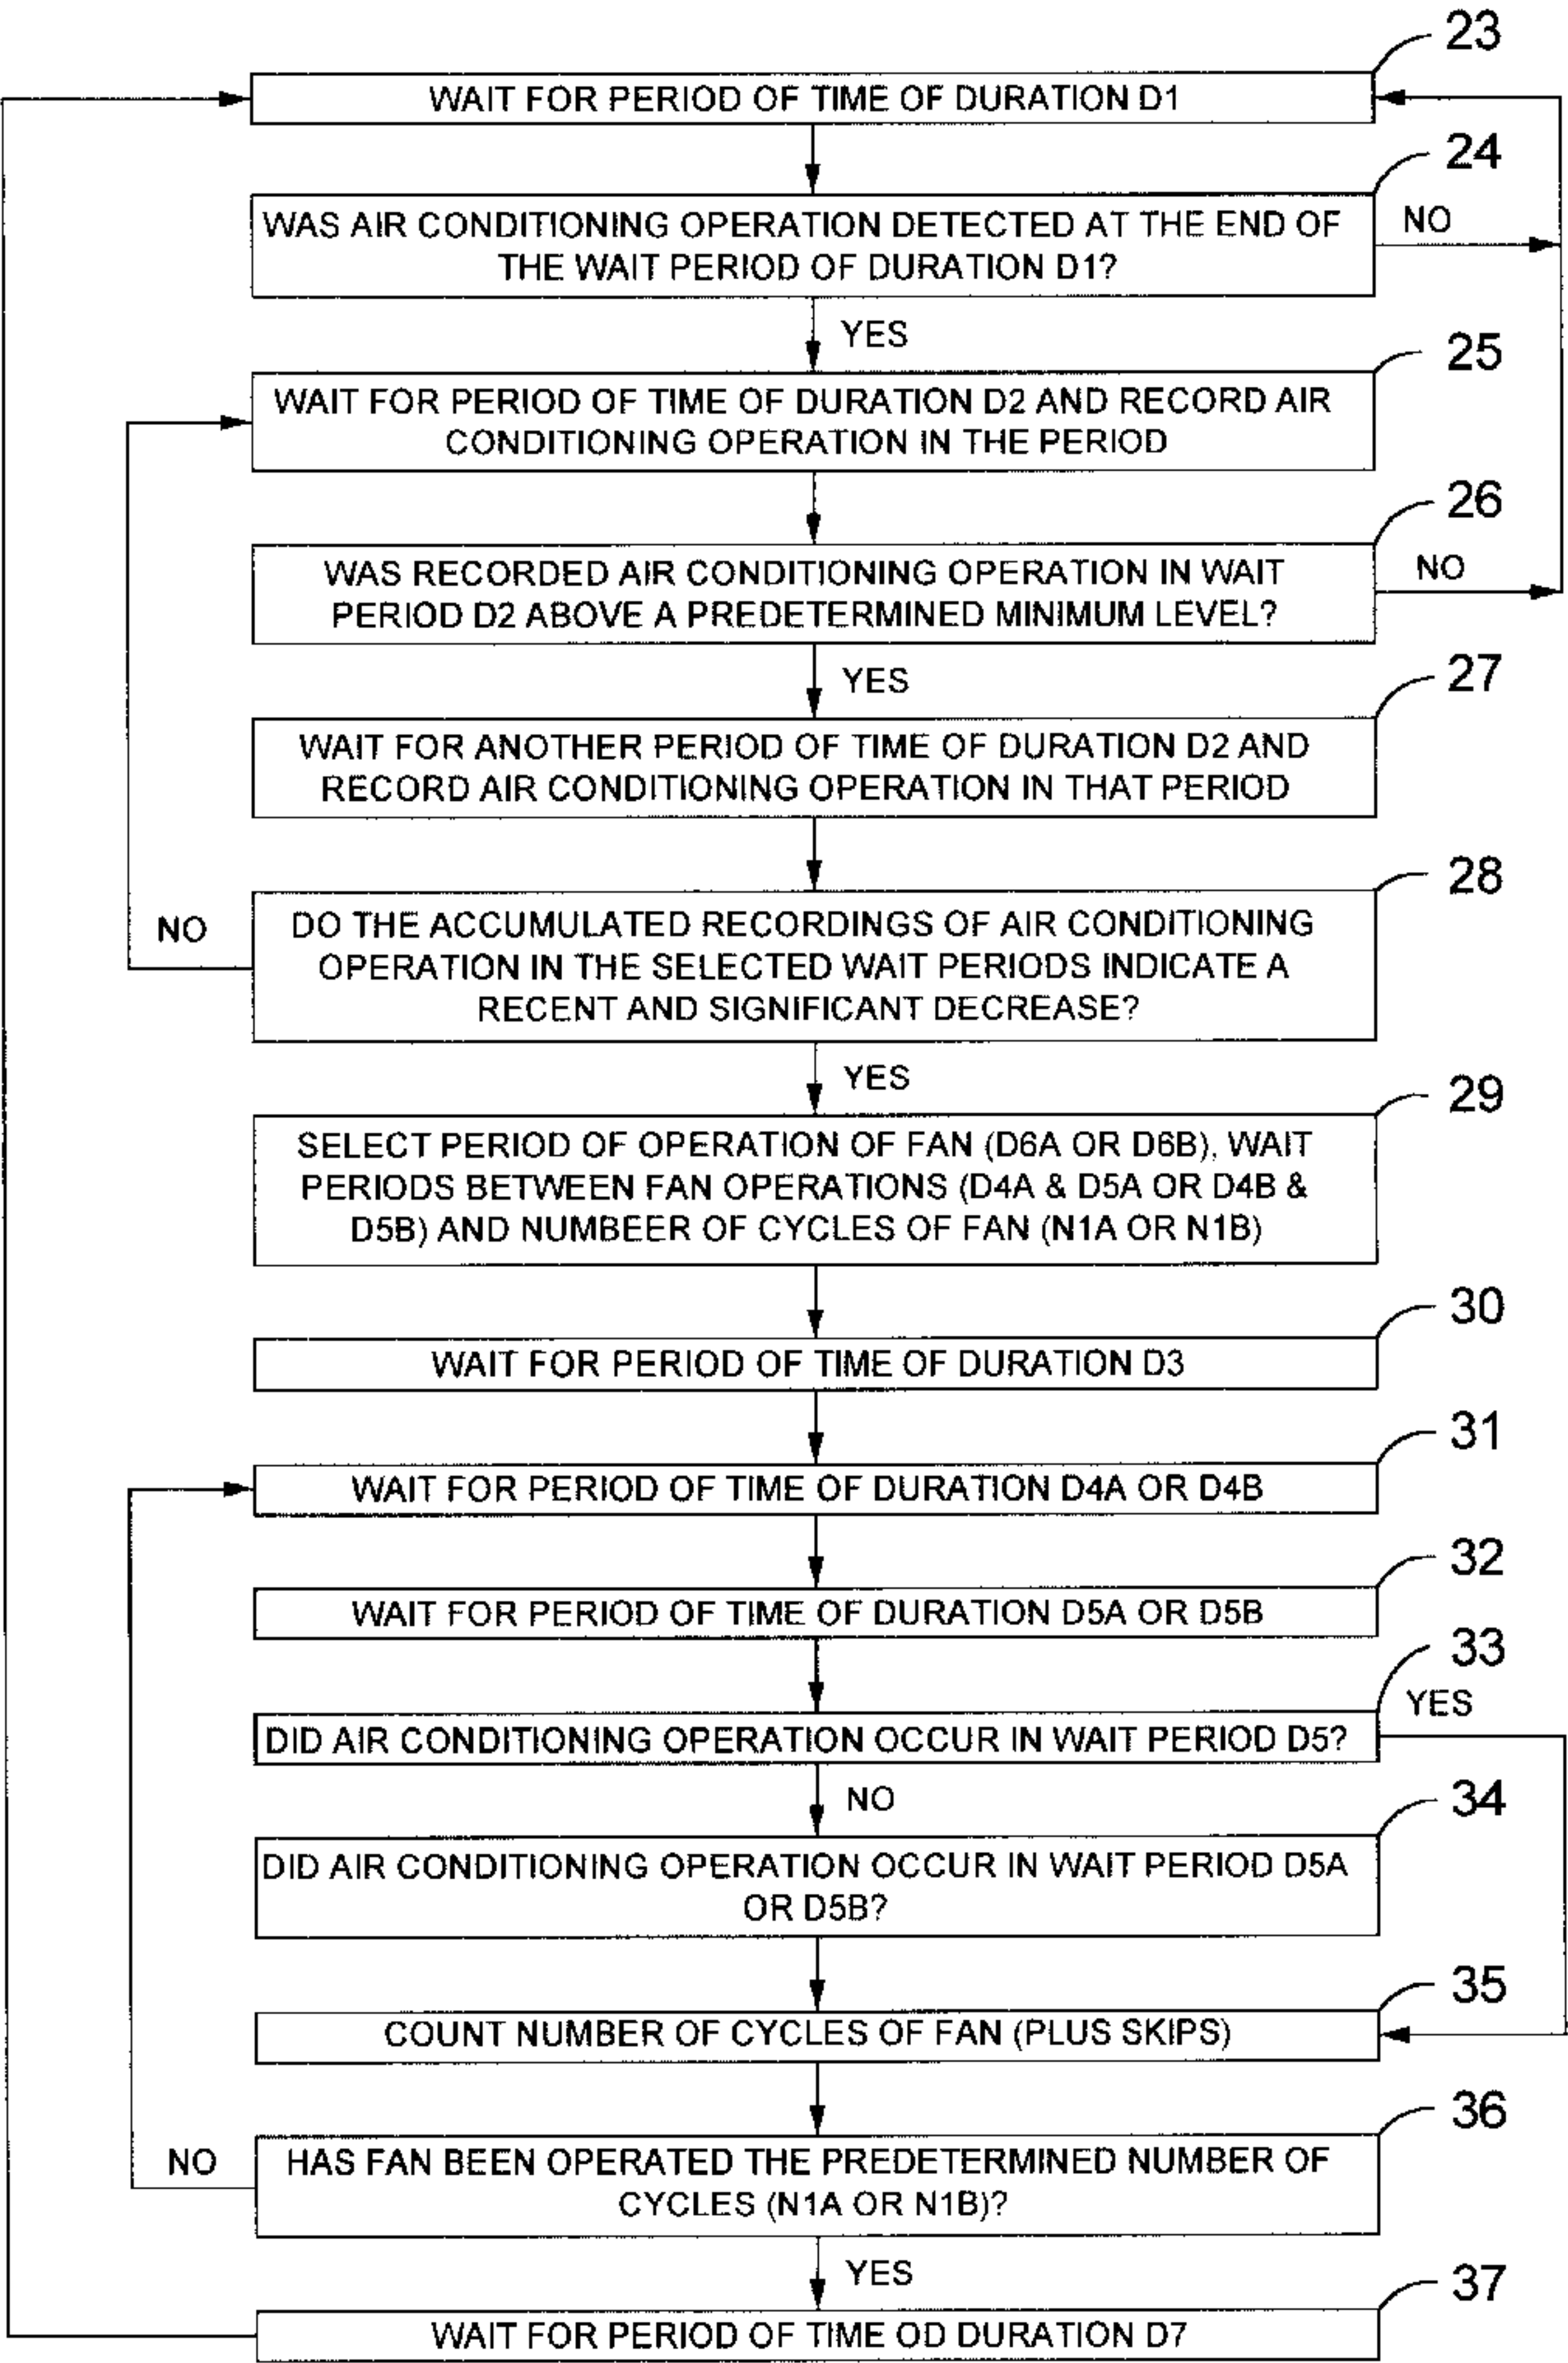 23
WAIT FOR PERIOD OF TIME OF DURATION D1
24
WAS AIR CONDITIONING OPERATION DETECTED AT THE END OF
THE WAIT PERIOD OF DURATION D1?
NO
YES
25
WAIT FOR PERIOD OF TIME OF DURATION D2 AND RECORD AIR
CONDITIONING OPERATION IN THE PERIOD
26
WAS RECORDED AIR CONDITIONING OPERATION IN WAIT
PERIOD D2 ABOVE A PREDETERMINED MINIMUM LEVEL?
NO
YES
27
WAIT FOR ANOTHER PERIOD OF TIME OF DURATION D2 AND
RECORD AIR CONDITIONING OPERATION IN THAT PERIOD
28
NO
DO THE ACCUMULATED RECORDINGS OF AIR CONDITIONING
OPERATION IN THE SELECTED WAIT PERIODS INDICATE A
RECENT AND SIGNIFICANT DECREASE?
YES
29
SELECT PERIOD OF OPERATION OF FAN (D6A OR D6B), WAIT
PERIODS BETWEEN FAN OPERATIONS (D4A & D5A OR D4B &
D5B) AND NUMBEER OF CYCLES OF FAN (N1A OR N1B)
30
WAIT FOR PERIOD OF TIME OF DURATION D3
31
WAIT FOR PERIOD OF TIME OF DURATION D4A OR D4B
32
WAIT FOR PERIOD OF TIME OF DURATION D5A OR D5B
33
YES
DID AIR CONDITIONING OPERATION OCCUR IN WAIT PERIOD D5?
NO
34
DID AIR CONDITIONING OPERATION OCCUR IN WAIT PERIOD D5A
OR D5B?
35
COUNT NUMBER OF CYCLES OF FAN (PLUS SKIPS)
36
NO
HAS FAN BEEN OPERATED THE PREDETERMINED NUMBER OF
CYCLES (N1A OR N1B)?
YES
37
WAIT FOR PERIOD OF TIME OD DURATION D7